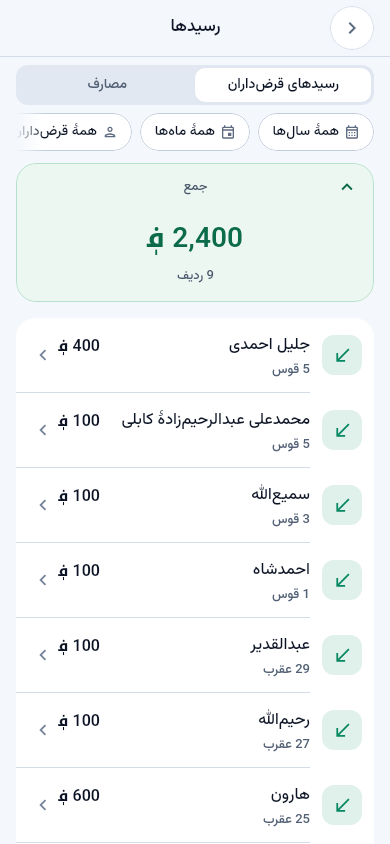 رسیدها
رسیدهای قرض‌داران
مصارف
همهٔ سال‌ها
همهٔ ماه‌ها
همهٔ قرض‌داران
جمع
2,400 ؋
9 ردیف
جلیل احمدی
400 ؋
5 قوس
محمدعلی عبدالرحیم‌زادهٔ کابلی
100 ؋
5 قوس
سمیع‌الله
100 ؋
3 قوس
احمدشاه
100 ؋
1 قوس
عبدالقدیر
100 ؋
29 عقرب
رحیم‌الله
100 ؋
27 عقرب
هارون
600 ؋
25 عقرب